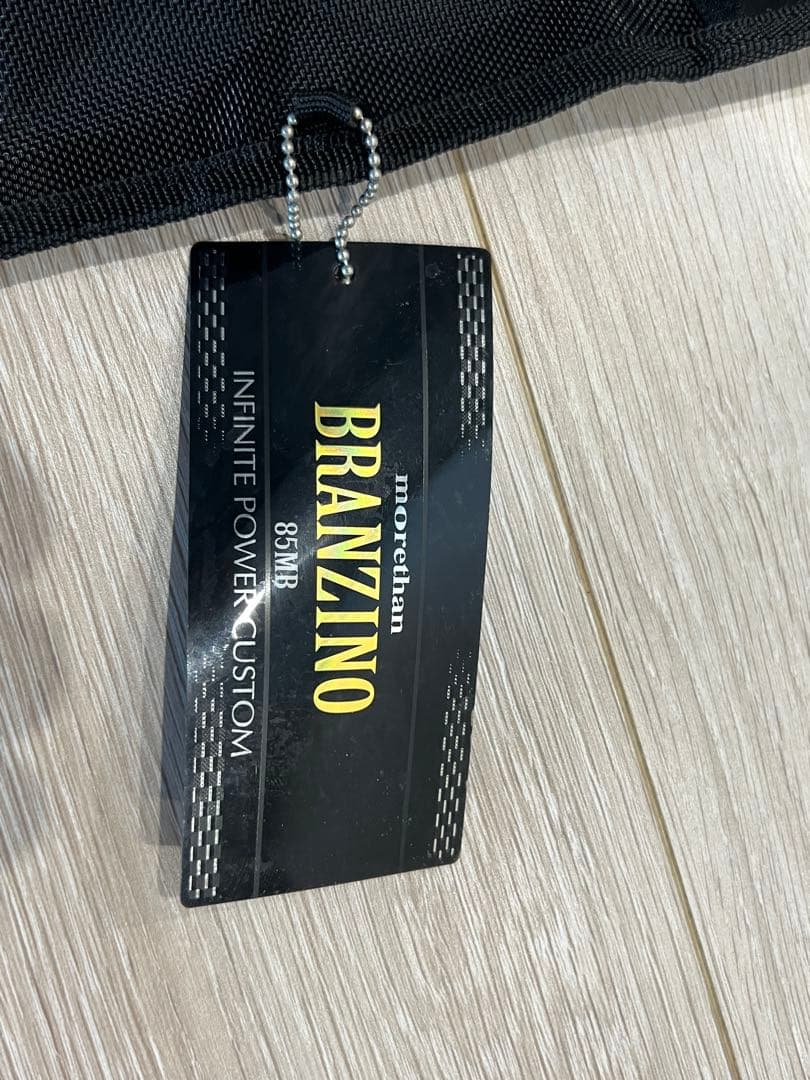 morethan
BRANZINO
85MB
INFINITE POWER CUSTOM